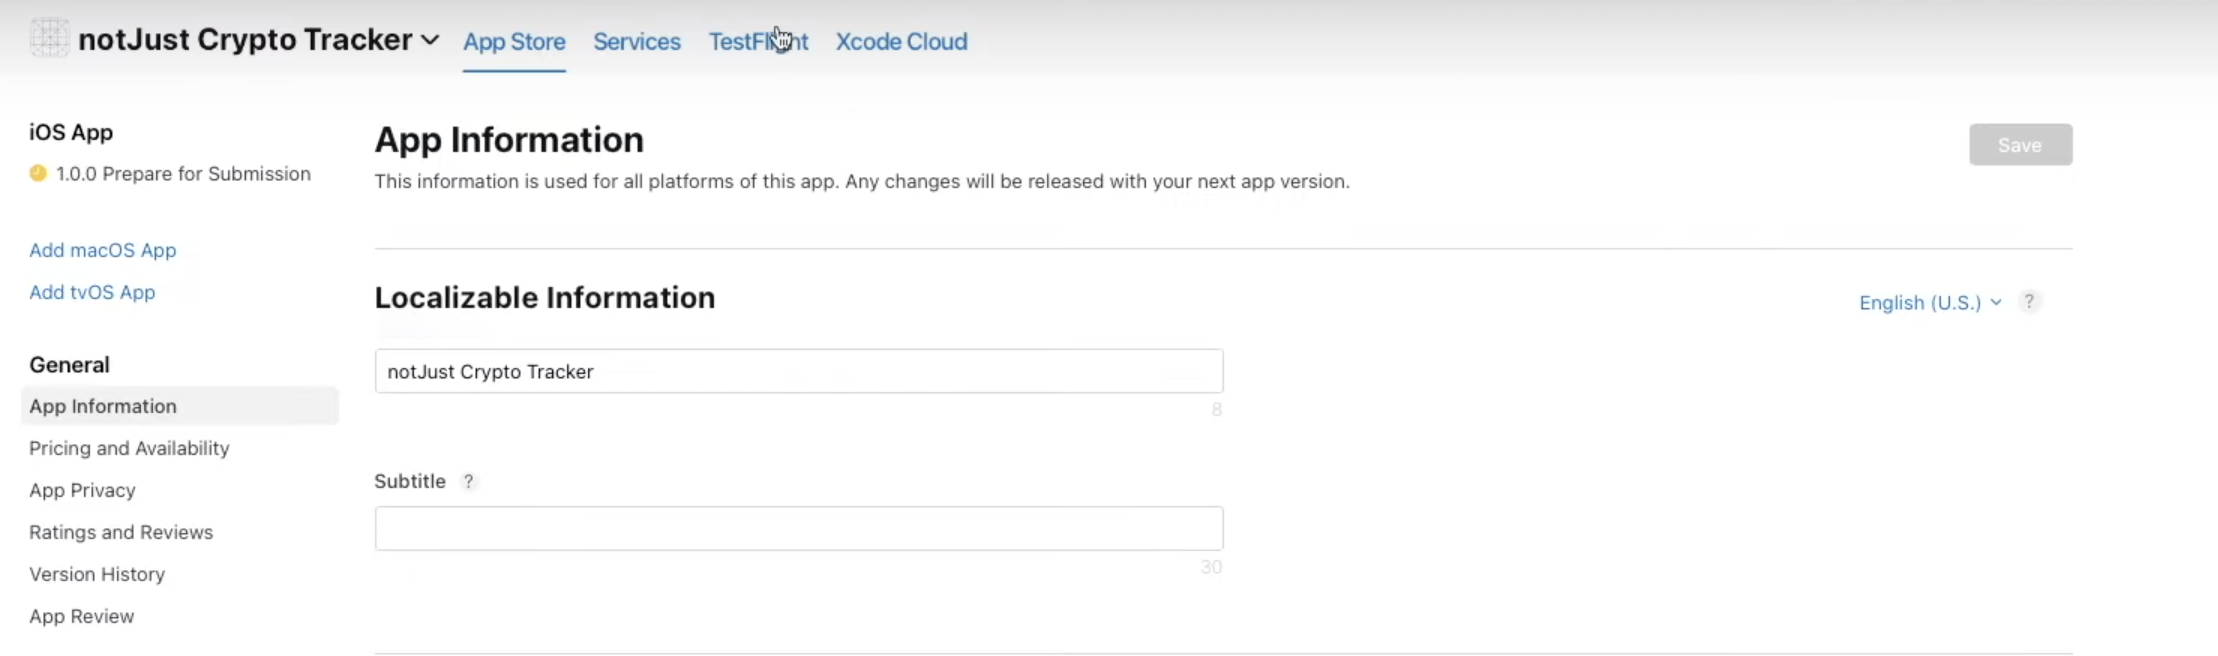 notJust Crypto Tracker App Store Services TestFlight Xcode Cloud
iOS App
1.0.0 Prepare for Submission
Add macOS App
Add tvOS App
General
App Information
Pricing and Availability
App Privacy
Ratings and Reviews
Version History
App Review
App Information
Save
This information is used for all platforms of this app. Any changes will be released with your next app version.
Localizable Information
English (U.S.) ?
notJust Crypto Tracker
8
Subtitle ?
30